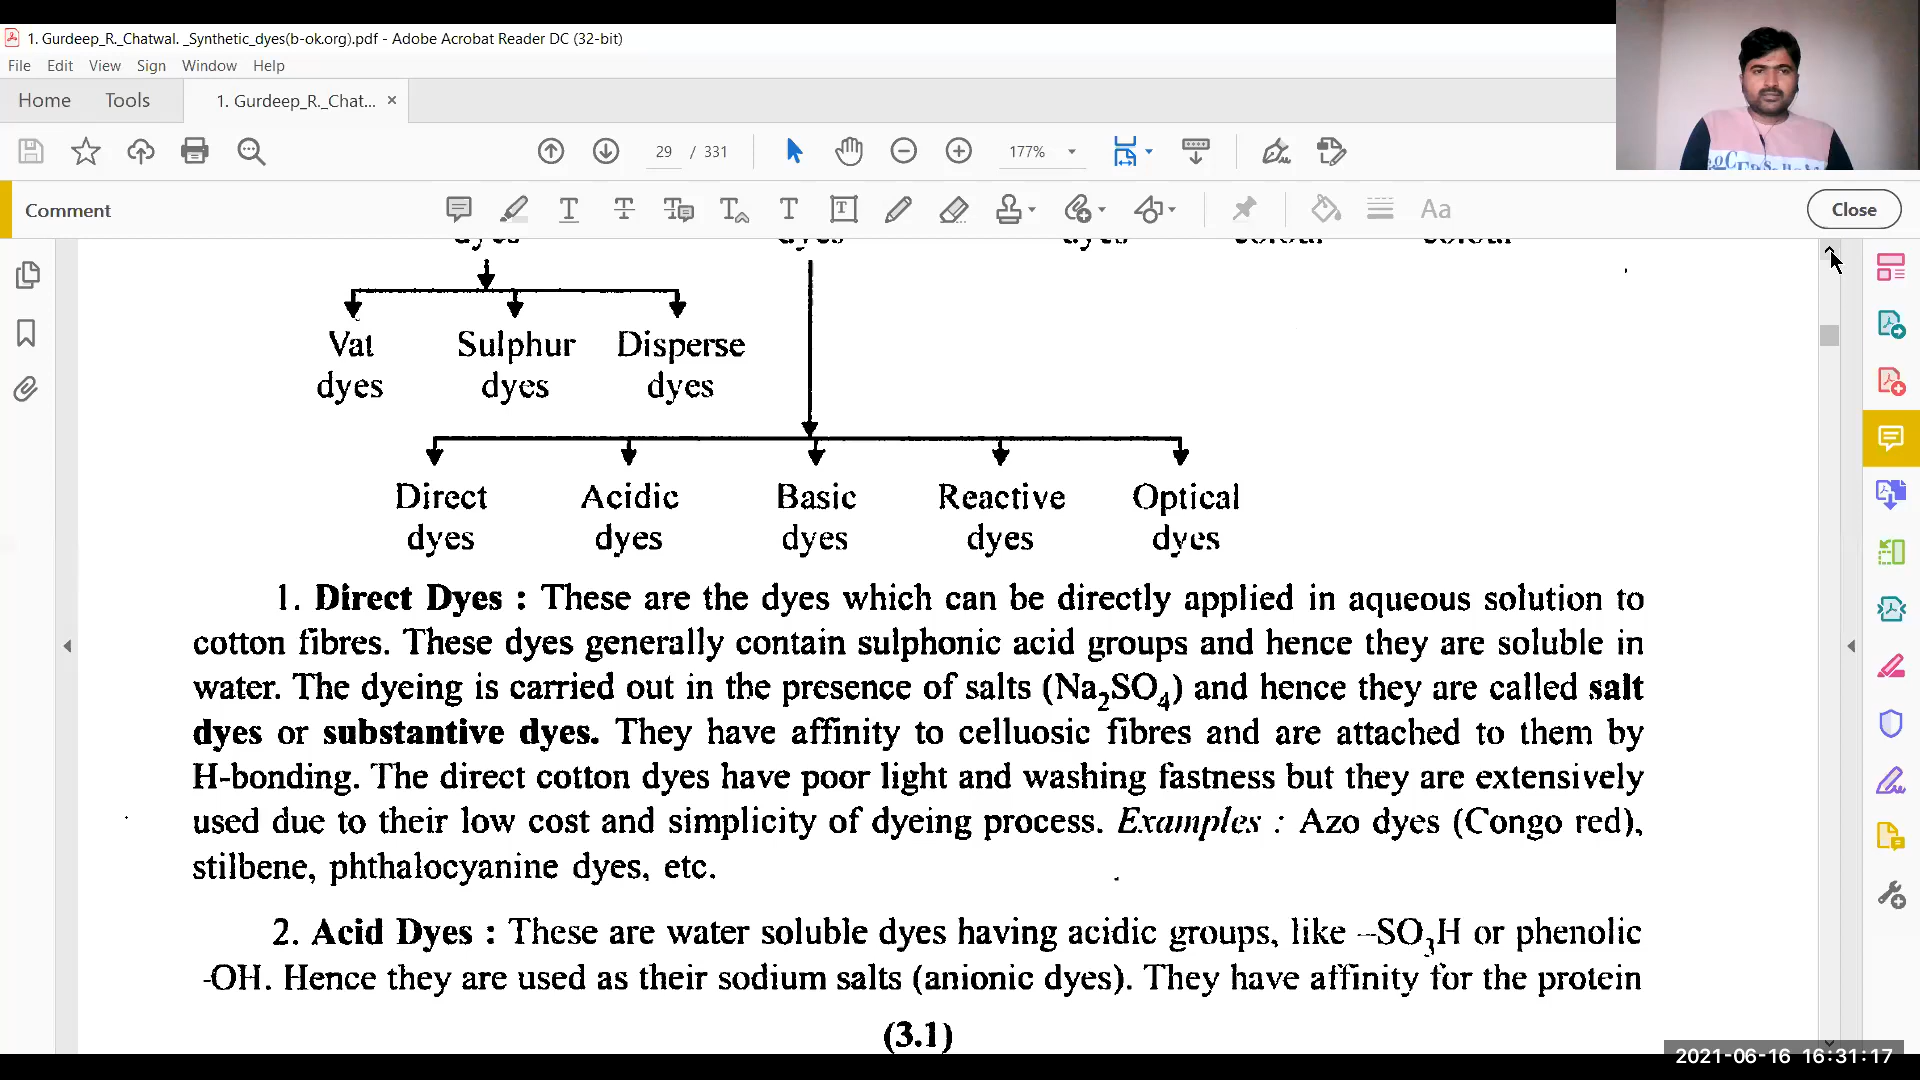 1. Gurdeep_R._Chatwal. _Synthetic_dyes(b-ok.org).pdf - Adobe Acrobat Reader DC (32-bit)
File Edit View Sign Window Help
Home Tools 1. Gurdeep_R._Chat... ×
29 / 331 177%
Comment Close
dyes dyes dyes colour colour
Vat Sulphur Disperse
dyes dyes dyes
Direct Acidic Basic Reactive Optical
dyes dyes dyes dyes dyes
1. Direct Dyes : These are the dyes which can be directly applied in aqueous solution to
cotton fibres. These dyes generally contain sulphonic acid groups and hence they are soluble in
water. The dyeing is carried out in the presence of salts (Na₂SO₄) and hence they are called salt
dyes or substantive dyes. They have affinity to celluosic fibres and are attached to them by
H-bonding. The direct cotton dyes have poor light and washing fastness but they are extensively
used due to their low cost and simplicity of dyeing process. Examples : Azo dyes (Congo red),
stilbene, phthalocyanine dyes, etc.
2. Acid Dyes : These are water soluble dyes having acidic groups, like –SO₃H or phenolic
-OH. Hence they are used as their sodium salts (anionic dyes). They have affinity for the protein
(3.1)
2021-06-16 16:31:17